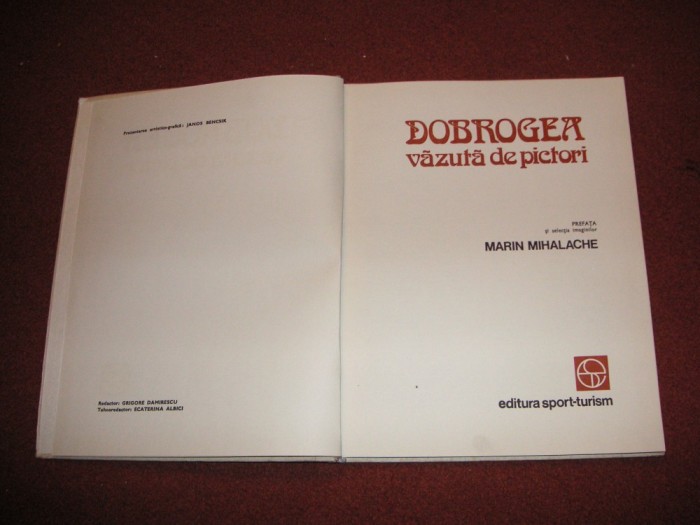 Prezentarea artistico-grafică: JANOS BENCSIK
Redactor: GRIGORE DAMIRESCU
Tehnoredactor: ECATERINA ALBICI
DOBROGEA
văzută de pictori
PREFAȚA
și selecția imaginilor
MARIN MIHALACHE
editura sport-turism